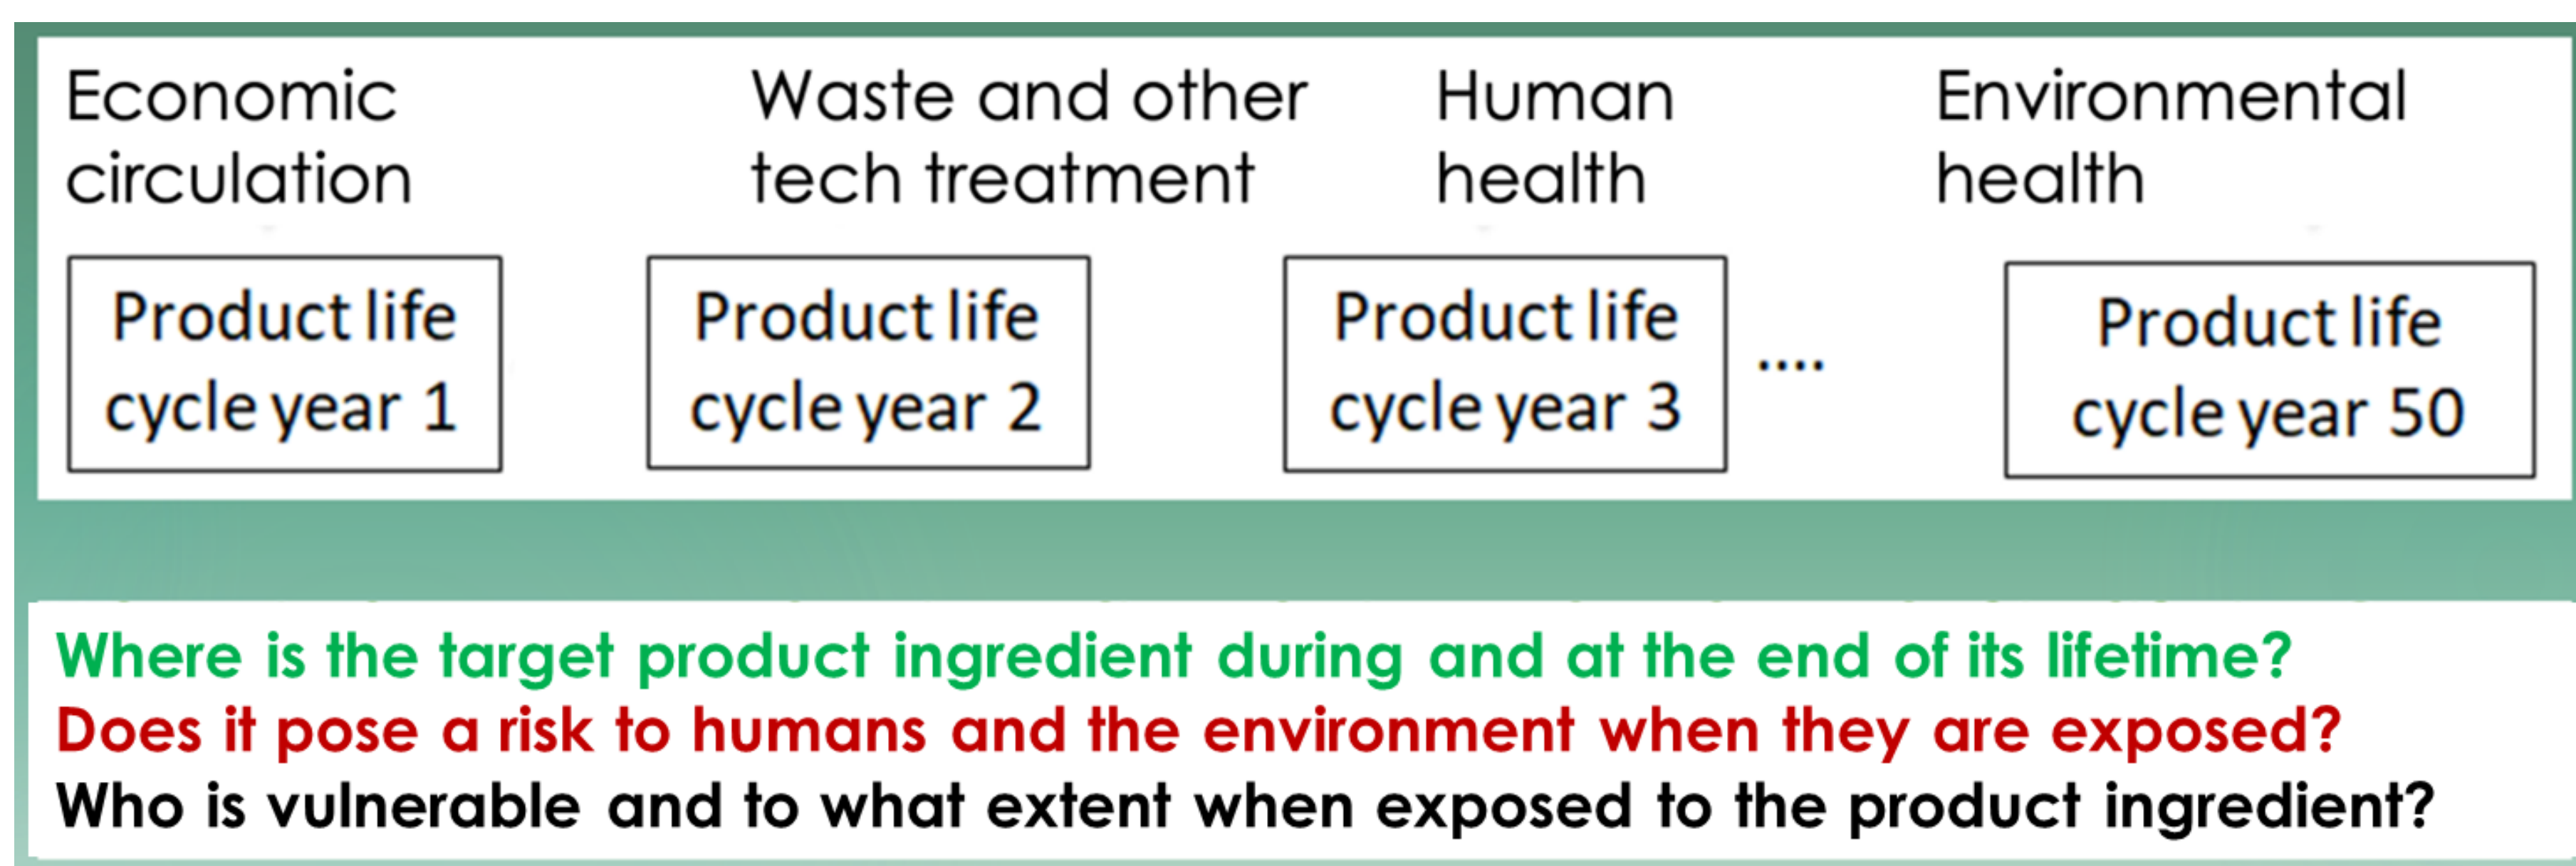 Economic
circulation
Waste and other
tech treatment
Human
health
Environmental
health
Product life
cycle year 1
Product life
cycle year 2
Product life
cycle year 3
....
Product life
cycle year 50
Where is the target product ingredient during and at the end of its lifetime?
Does it pose a risk to humans and the environment when they are exposed?
Who is vulnerable and to what extent when exposed to the product ingredient?